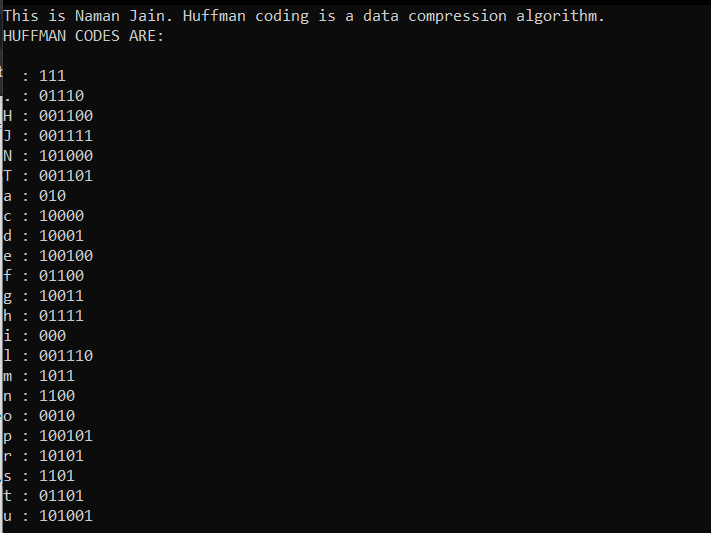 This is Naman Jain. Huffman coding is a data compression algorithm.
HUFFMAN CODES ARE:
  : 111
. : 01110
H : 001100
J : 001111
N : 101000
T : 001101
a : 010
c : 10000
d : 10001
e : 100100
f : 01100
g : 10011
h : 01111
i : 000
l : 001110
m : 1011
n : 1100
o : 0010
p : 100101
r : 10101
s : 1101
t : 01101
u : 101001